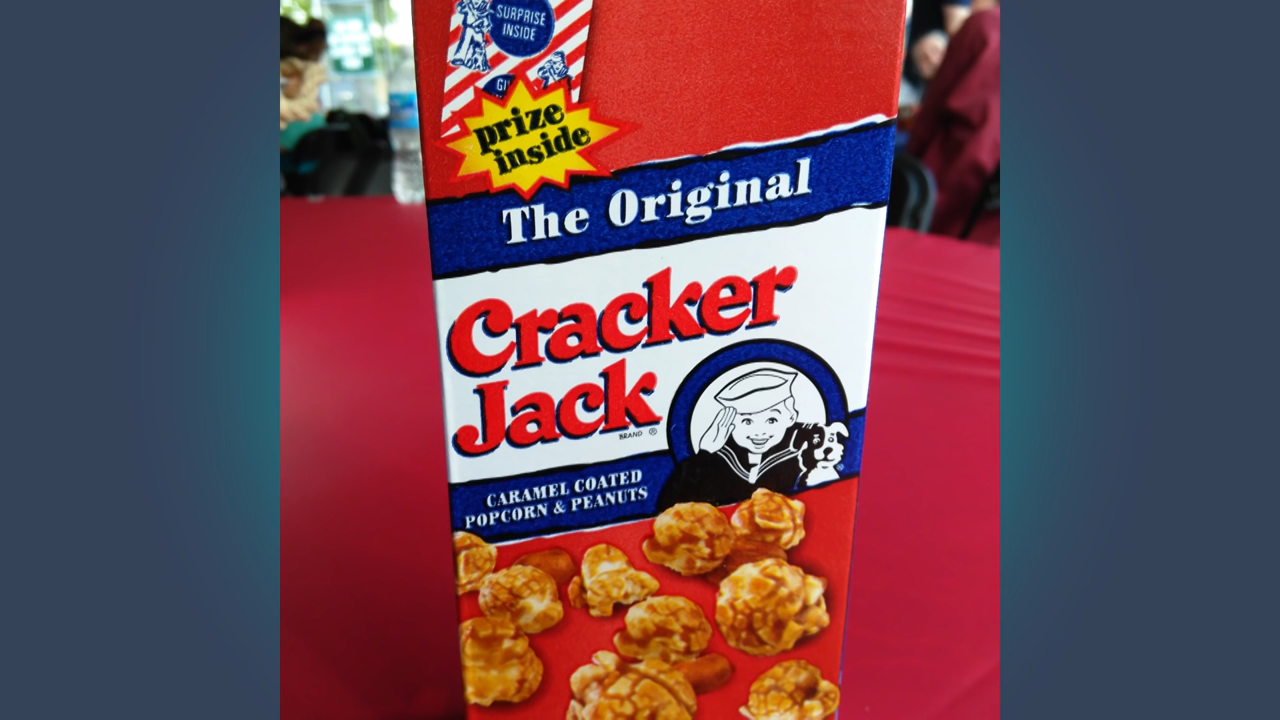 SURPRISE
INSIDE
prize
inside
The Original
Cracker
Jack
BRAND ®
CARAMEL COATED
POPCORN & PEANUTS